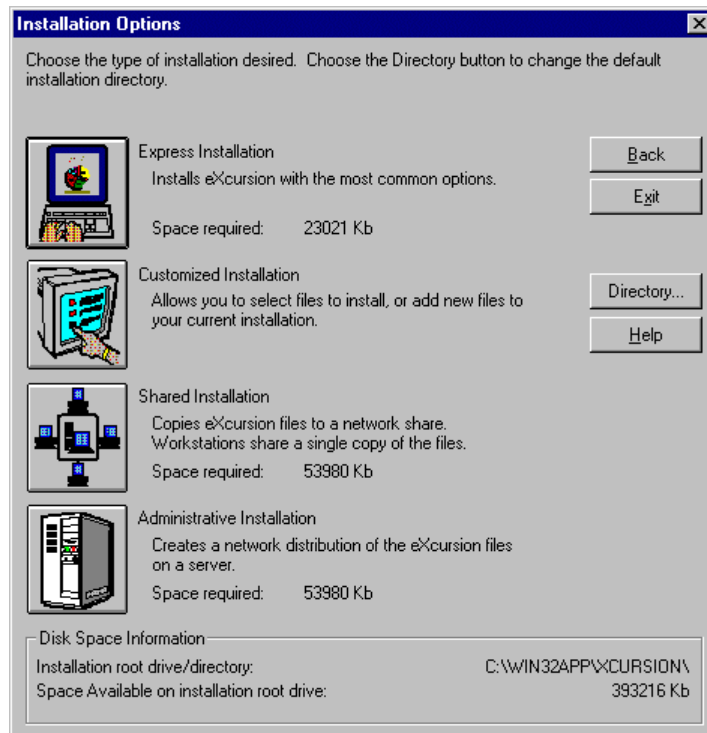 Installation Options
Choose the type of installation desired. Choose the Directory button to change the default
installation directory.
Express Installation
Installs eXcursion with the most common options.
Space required: 23021 Kb
Back
Exit
Customized Installation
Allows you to select files to install, or add new files to
your current installation.
Directory...
Help
Shared Installation
Copies eXcursion files to a network share.
Workstations share a single copy of the files.
Space required: 53980 Kb
Administrative Installation
Creates a network distribution of the eXcursion files
on a server.
Space required: 53980 Kb
Disk Space Information
Installation root drive/directory: C:\WIN32APP\XCURSION\
Space Available on installation root drive: 393216 Kb